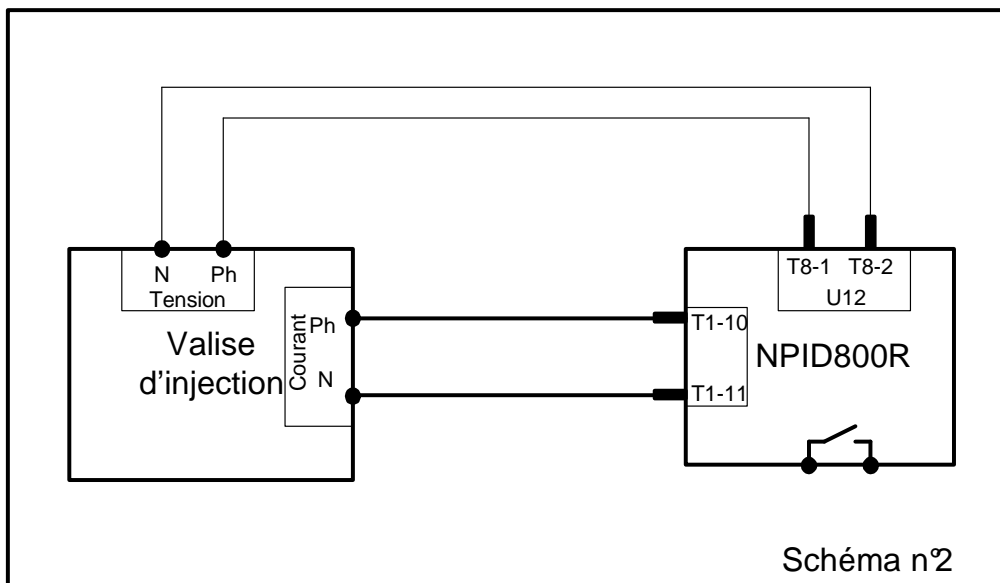 N Ph
Tension
T8-1 T8-2
U12
Valise
d'injection
Courant
Ph
N
T1-10
T1-11
NPID800R
Schéma n°2